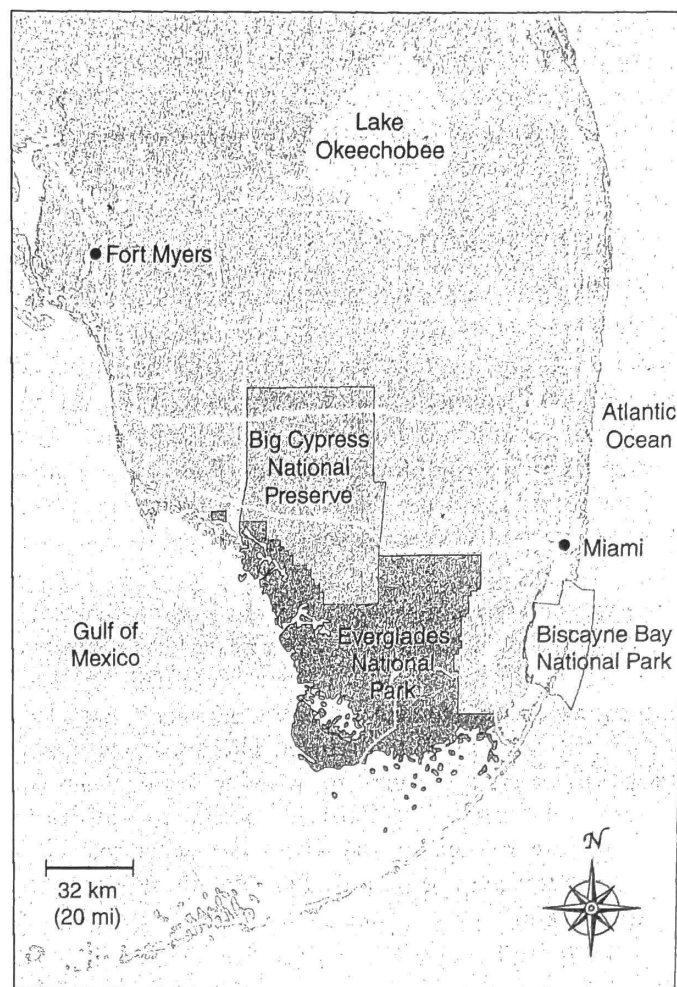 Lake
Okeechobee
Fort Myers
Atlantic
Ocean
Big Cypress
National
Preserve
Miami
Gulf of
Mexico
Everglades
National
Park
Biscayne Bay
National Park
N
32 km
(20 mi)